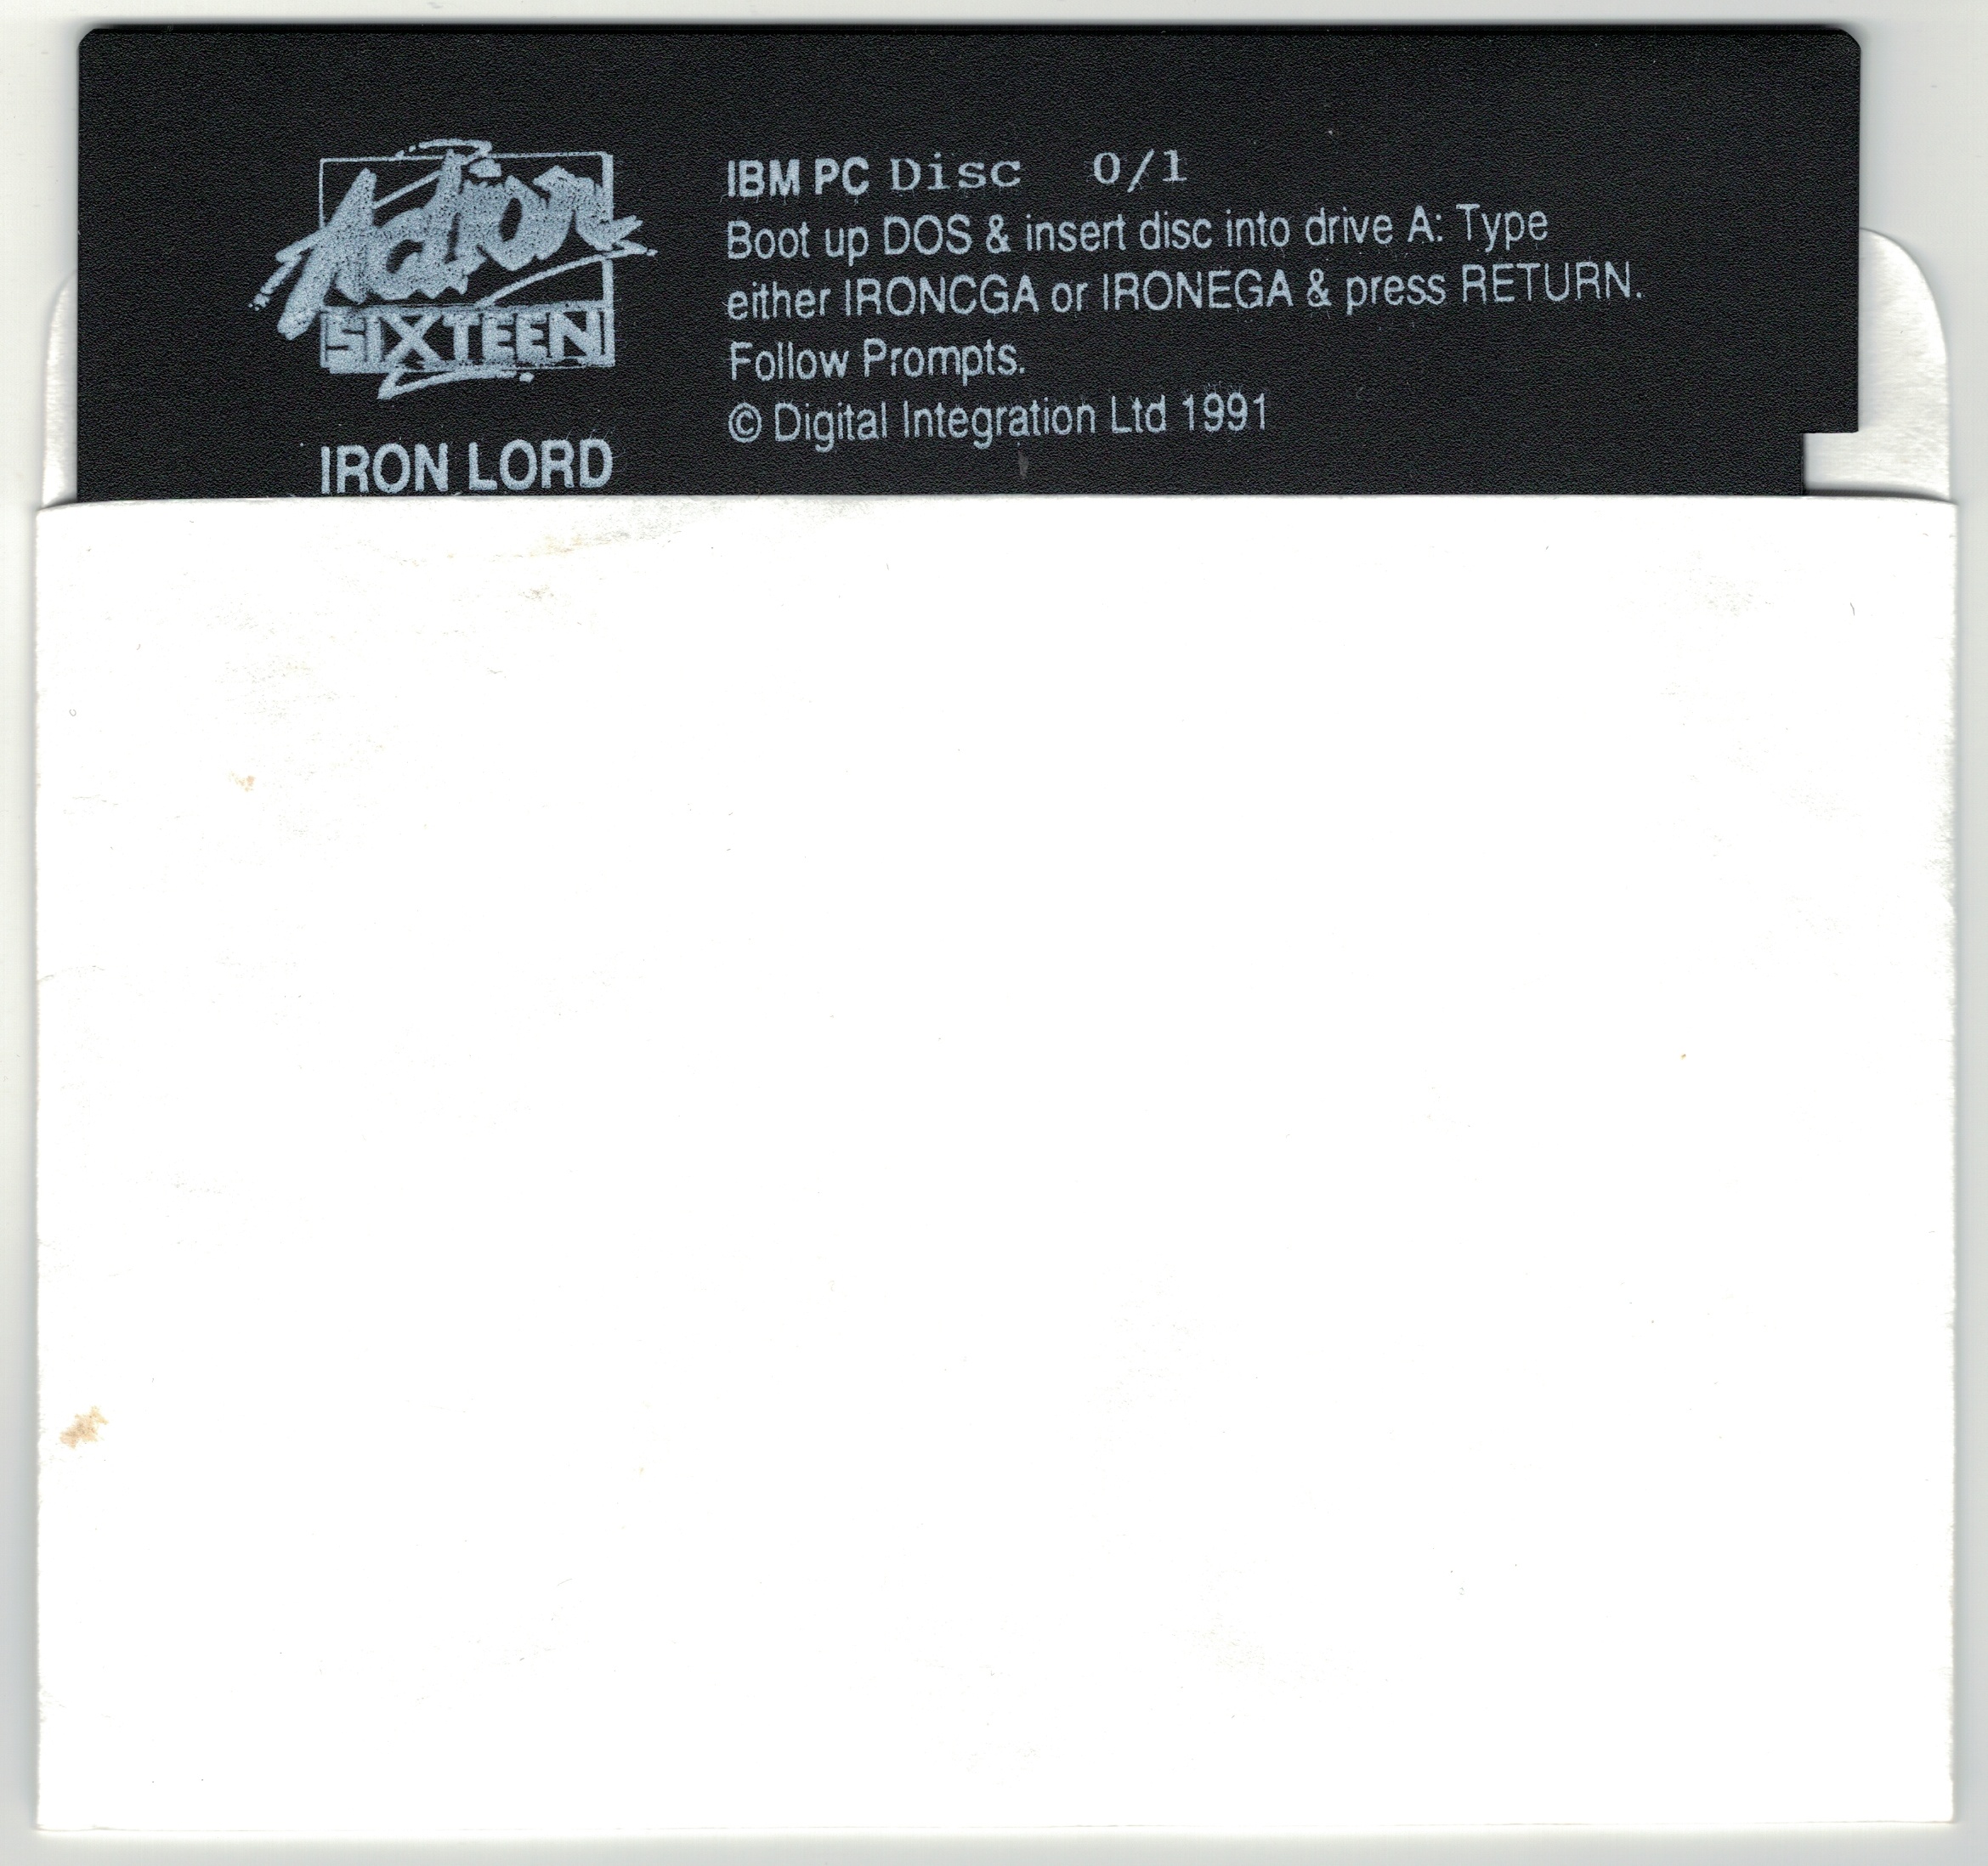 Action
SIXTEEN
IRON LORD
IBM PC Disc 0/1
Boot up DOS & insert disc into drive A: Type
either IRONCGA or IRONEGA & press RETURN.
Follow Prompts.
© Digital Integration Ltd 1991